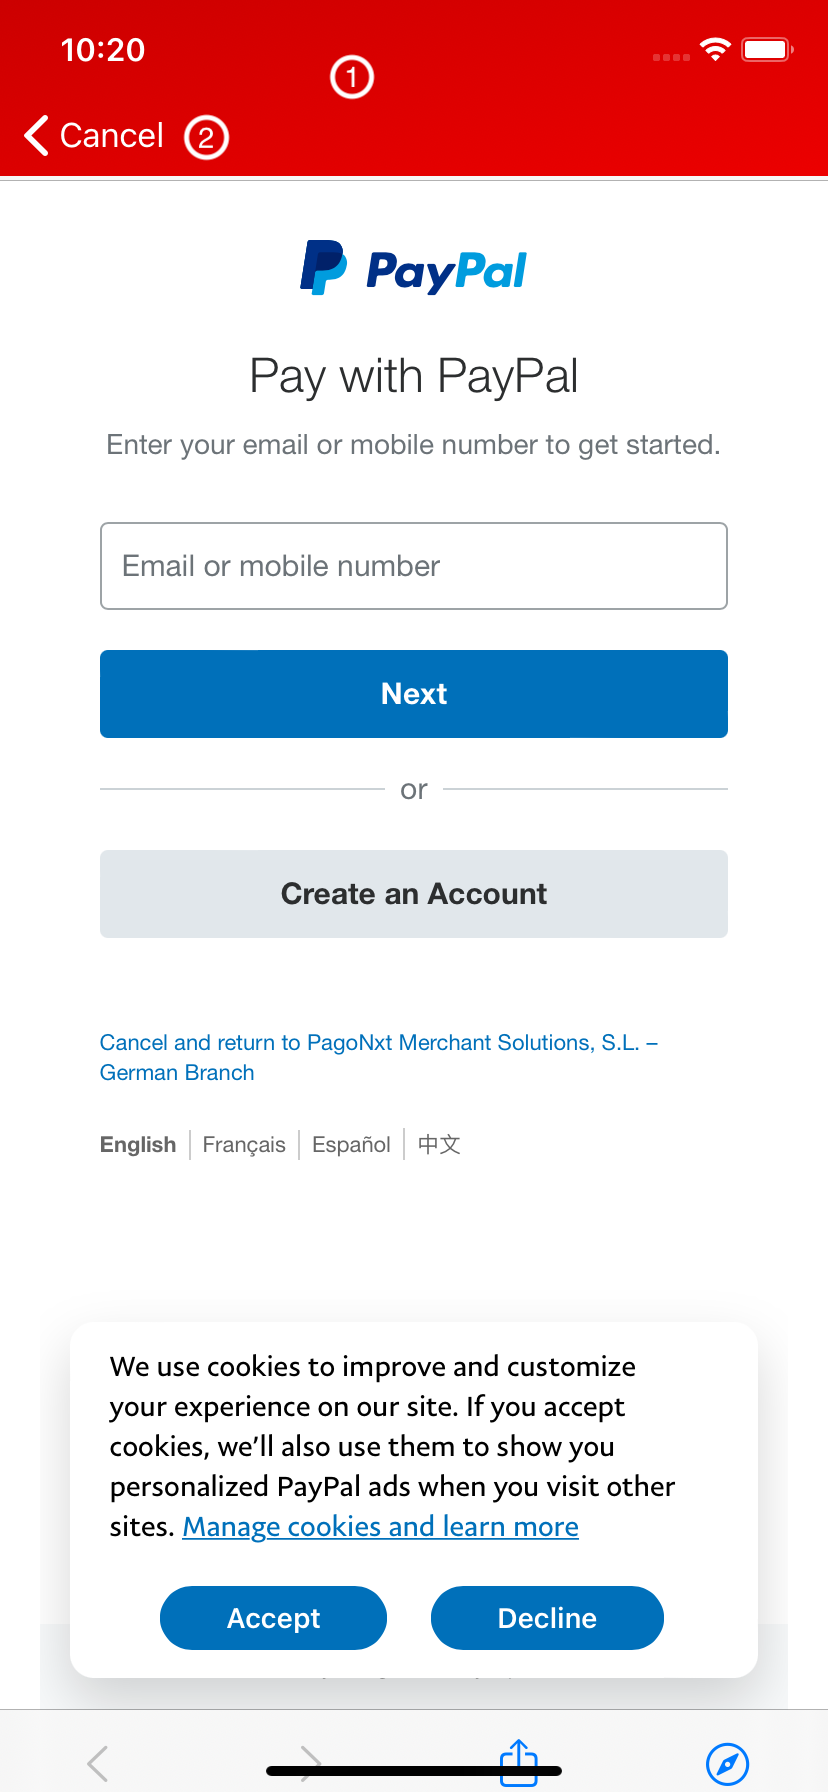 10:20
1
Cancel 2
PayPal
Pay with PayPal
Enter your email or mobile number to get started.
Email or mobile number
Next
or
Create an Account
Cancel and return to PagoNxt Merchant Solutions, S.L. –
German Branch
English Français Español 中文
We use cookies to improve and customize
your experience on our site. If you accept
cookies, we’ll also use them to show you
personalized PayPal ads when you visit other
sites. Manage cookies and learn more
Accept Decline